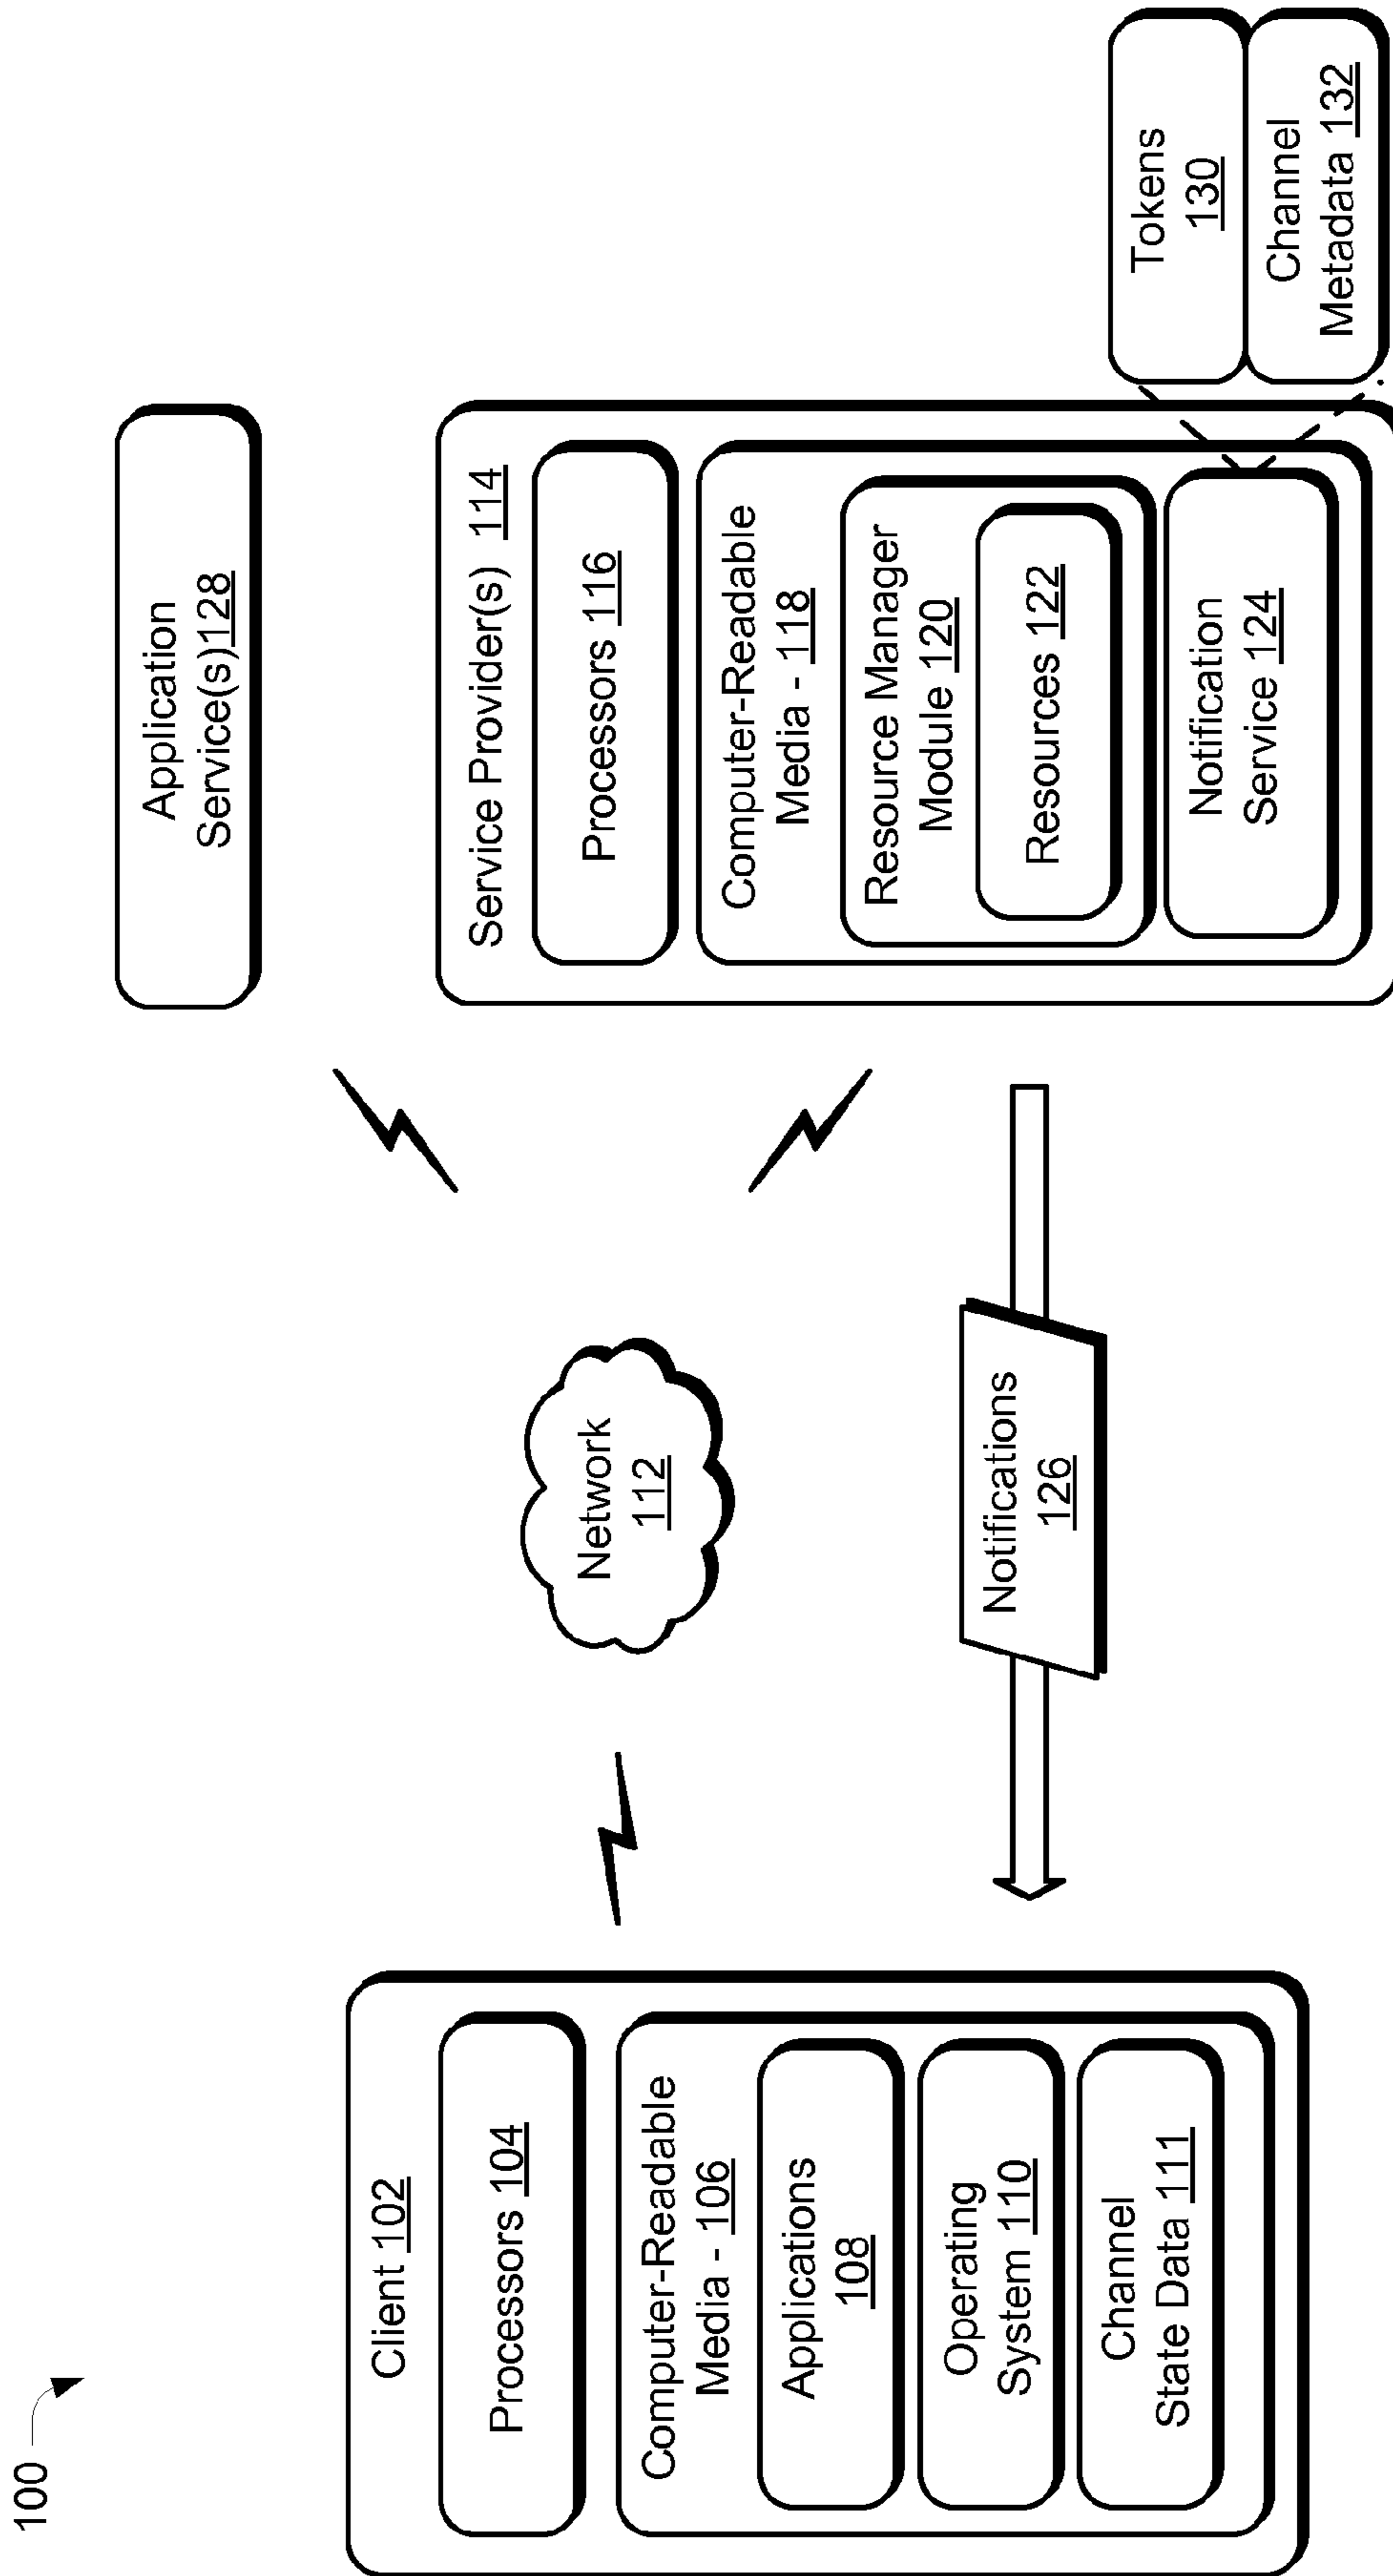 100
Client 102
Processors 104
Computer-Readable
Media - 106
Applications
108
Operating
System 110
Channel
State Data 111
Network
112
Notifications
126
Application
Service(s)128
Service Provider(s) 114
Processors 116
Computer-Readable
Media - 118
Resource Manager
Module 120
Resources 122
Notification
Service 124
Tokens
130
Channel
Metadata 132